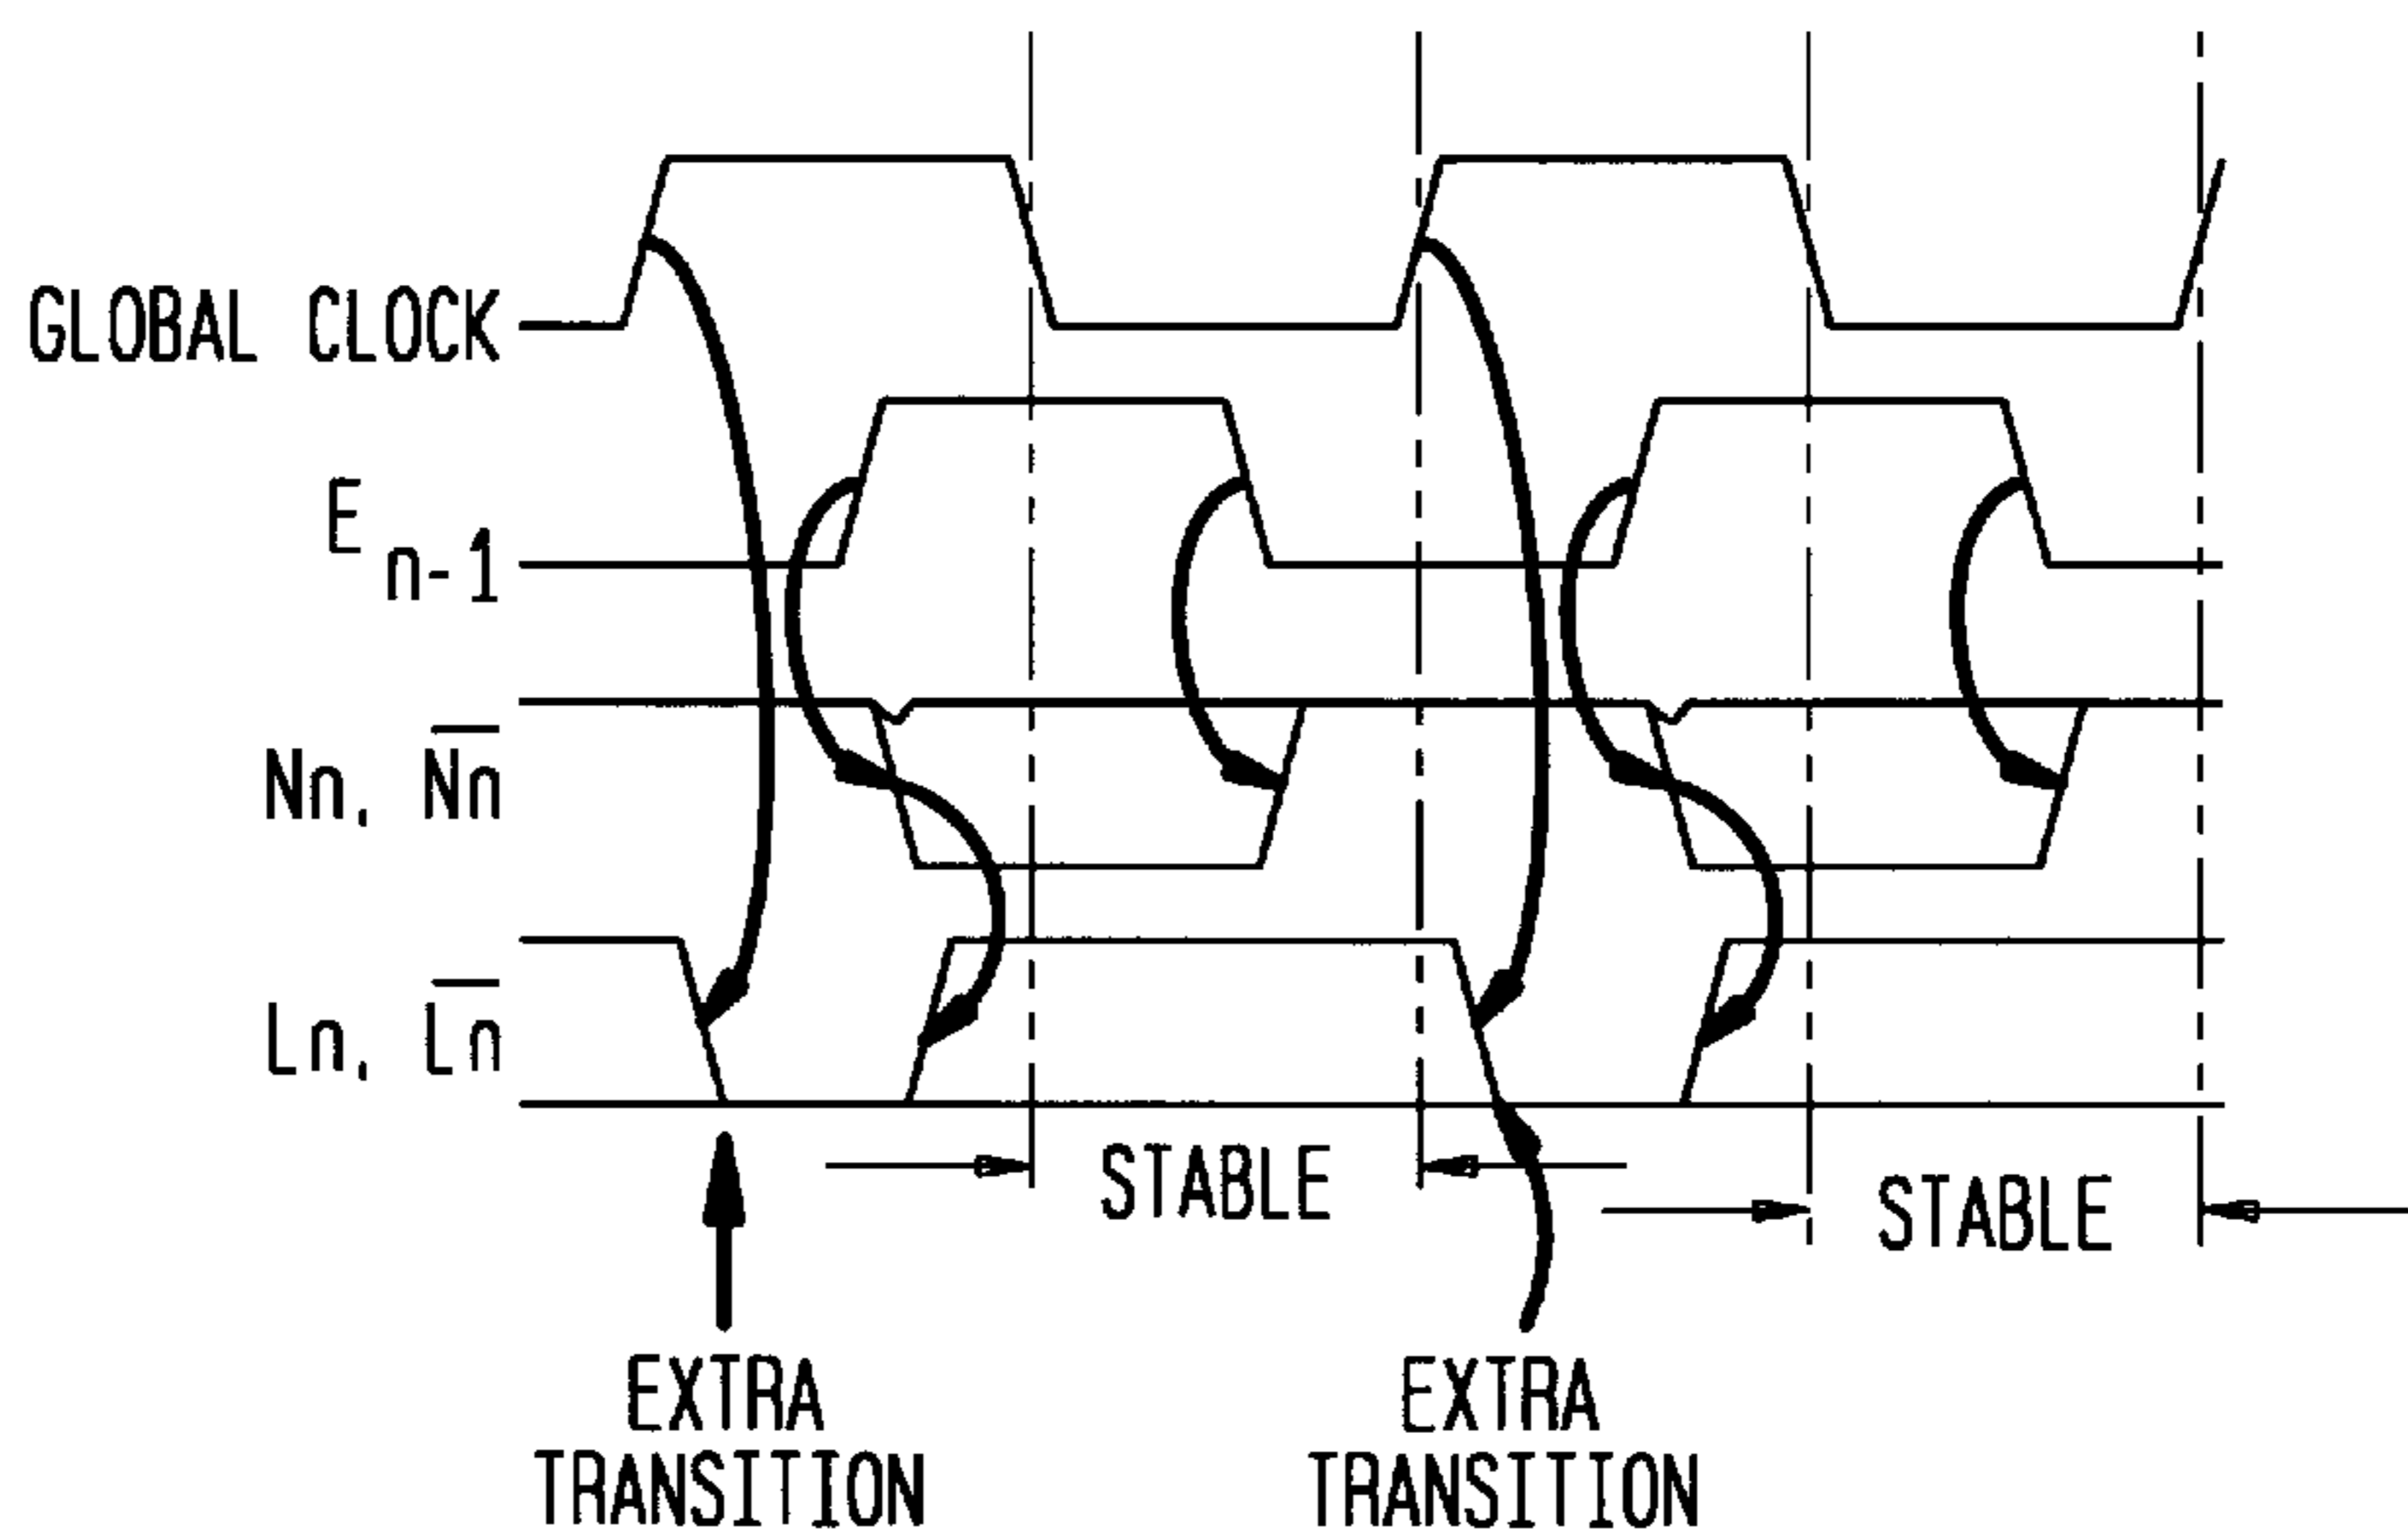 GLOBAL CLOCK
E n-1
Nn, N̅n̅
Ln, L̅n̅
STABLE
STABLE
EXTRA
TRANSITION
EXTRA
TRANSITION